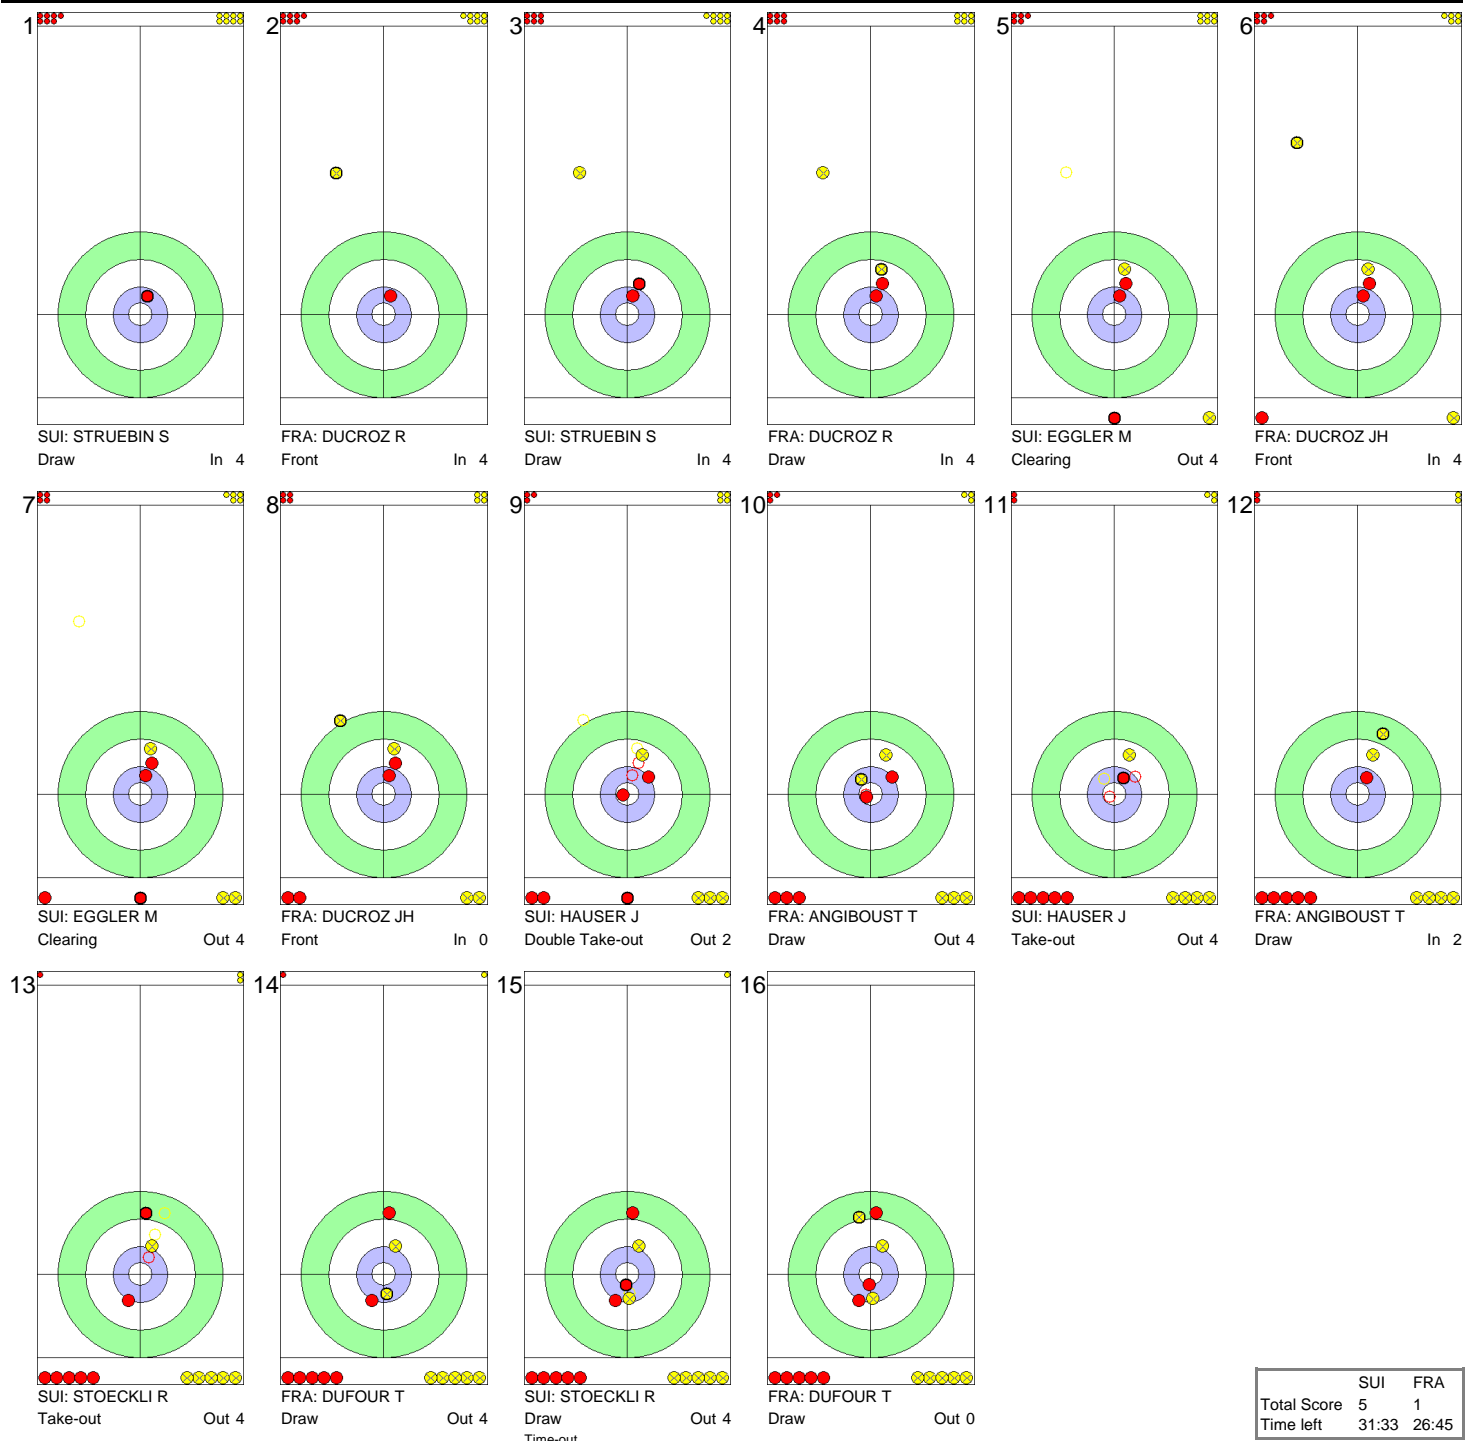 1 2 3 4 5 6
SUI: STRUEBIN S FRA: DUCROZ R SUI: STRUEBIN S FRA: DUCROZ R SUI: EGGLER M FRA: DUCROZ JH
Draw In 4 Front In 4 Draw In 4 Draw In 4 Clearing Out 4 Front In 4
7 8 9 10 11 12
SUI: EGGLER M FRA: DUCROZ JH SUI: HAUSER J FRA: ANGIBOUST T SUI: HAUSER J FRA: ANGIBOUST T
Clearing Out 4 Front In 0 Double Take-out Out 2 Draw Out 4 Take-out Out 4 Draw In 2
13 14 15 16
SUI: STOECKLI R FRA: DUFOUR T SUI: STOECKLI R FRA: DUFOUR T
Take-out Out 4 Draw Out 4 Draw Out 4 Draw Out 0
Time-out
SUI FRA
Total Score 5 1
Time left 31:33 26:45